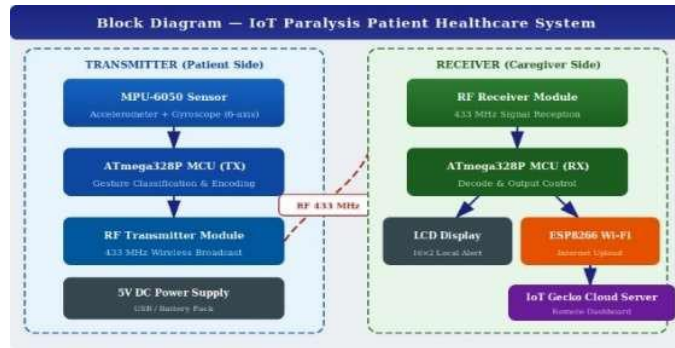 Block Diagram — IoT Paralysis Patient Healthcare System
TRANSMITTER (Patient Side)
MPU-6050 Sensor
Accelerometer + Gyroscope (6-axis)
ATmega328P MCU (TX)
Gesture Classification & Encoding
RF Transmitter Module
433 MHz Wireless Broadcast
5V DC Power Supply
USB / Battery Pack
RF 433 MHz
RECEIVER (Caregiver Side)
RF Receiver Module
433 MHz Signal Reception
ATmega328P MCU (RX)
Decode & Output Control
LCD Display
16×2 Local Alert
ESP8266 Wi-Fi
Internet Upload
IoT Gecko Cloud Server
Remote Dashboard